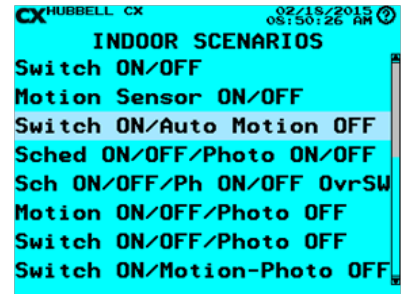 CX HUBBELL CX 02/18/2015
08:50:26 AM ?
INDOOR SCENARIOS
Switch ON/OFF
Motion Sensor ON/OFF
Switch ON/Auto Motion OFF
Sched ON/OFF/Photo ON/OFF
Sch ON/OFF/Ph ON/OFF OvrSW
Motion ON/OFF/Photo OFF
Switch ON/OFF/Photo OFF
Switch ON/Motion-Photo OFF